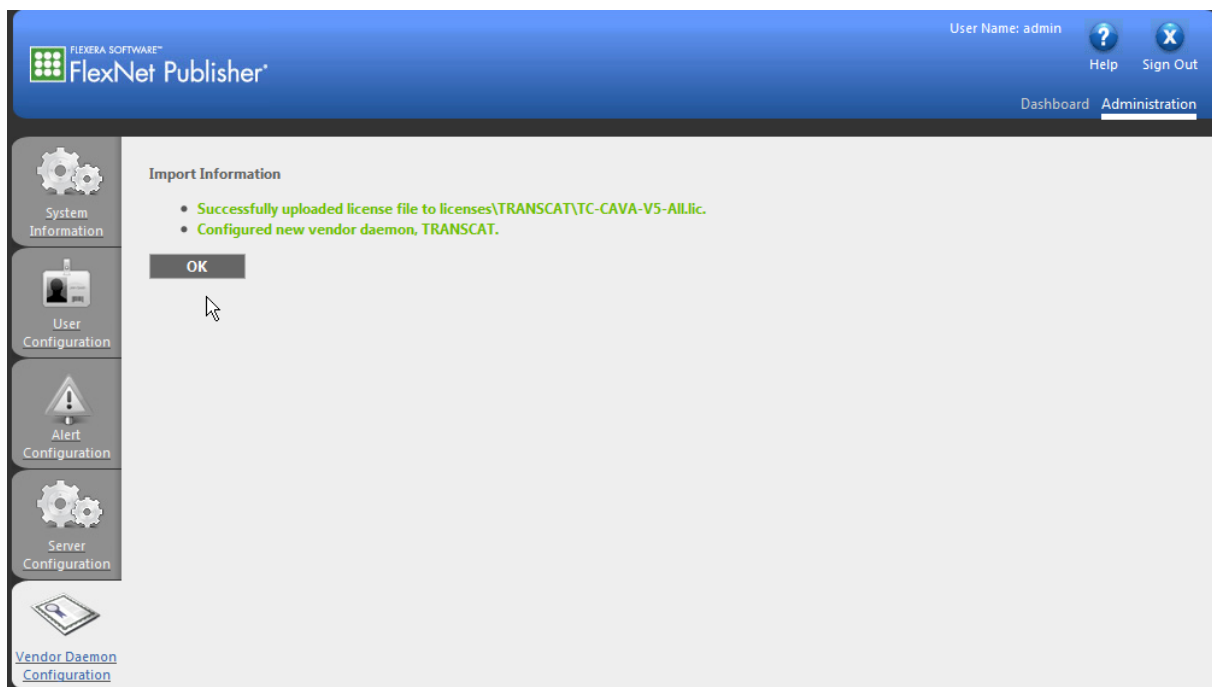 FLEXERA SOFTWARE™
FlexNet Publisher®
User Name: admin
?
Help
X
Sign Out
Dashboard Administration
System
Information
User
Configuration
Alert
Configuration
Server
Configuration
Vendor Daemon
Configuration
Import Information
• Successfully uploaded license file to licenses\TRANSCAT\TC-CAVA-V5-All.lic.
• Configured new vendor daemon, TRANSCAT.
OK